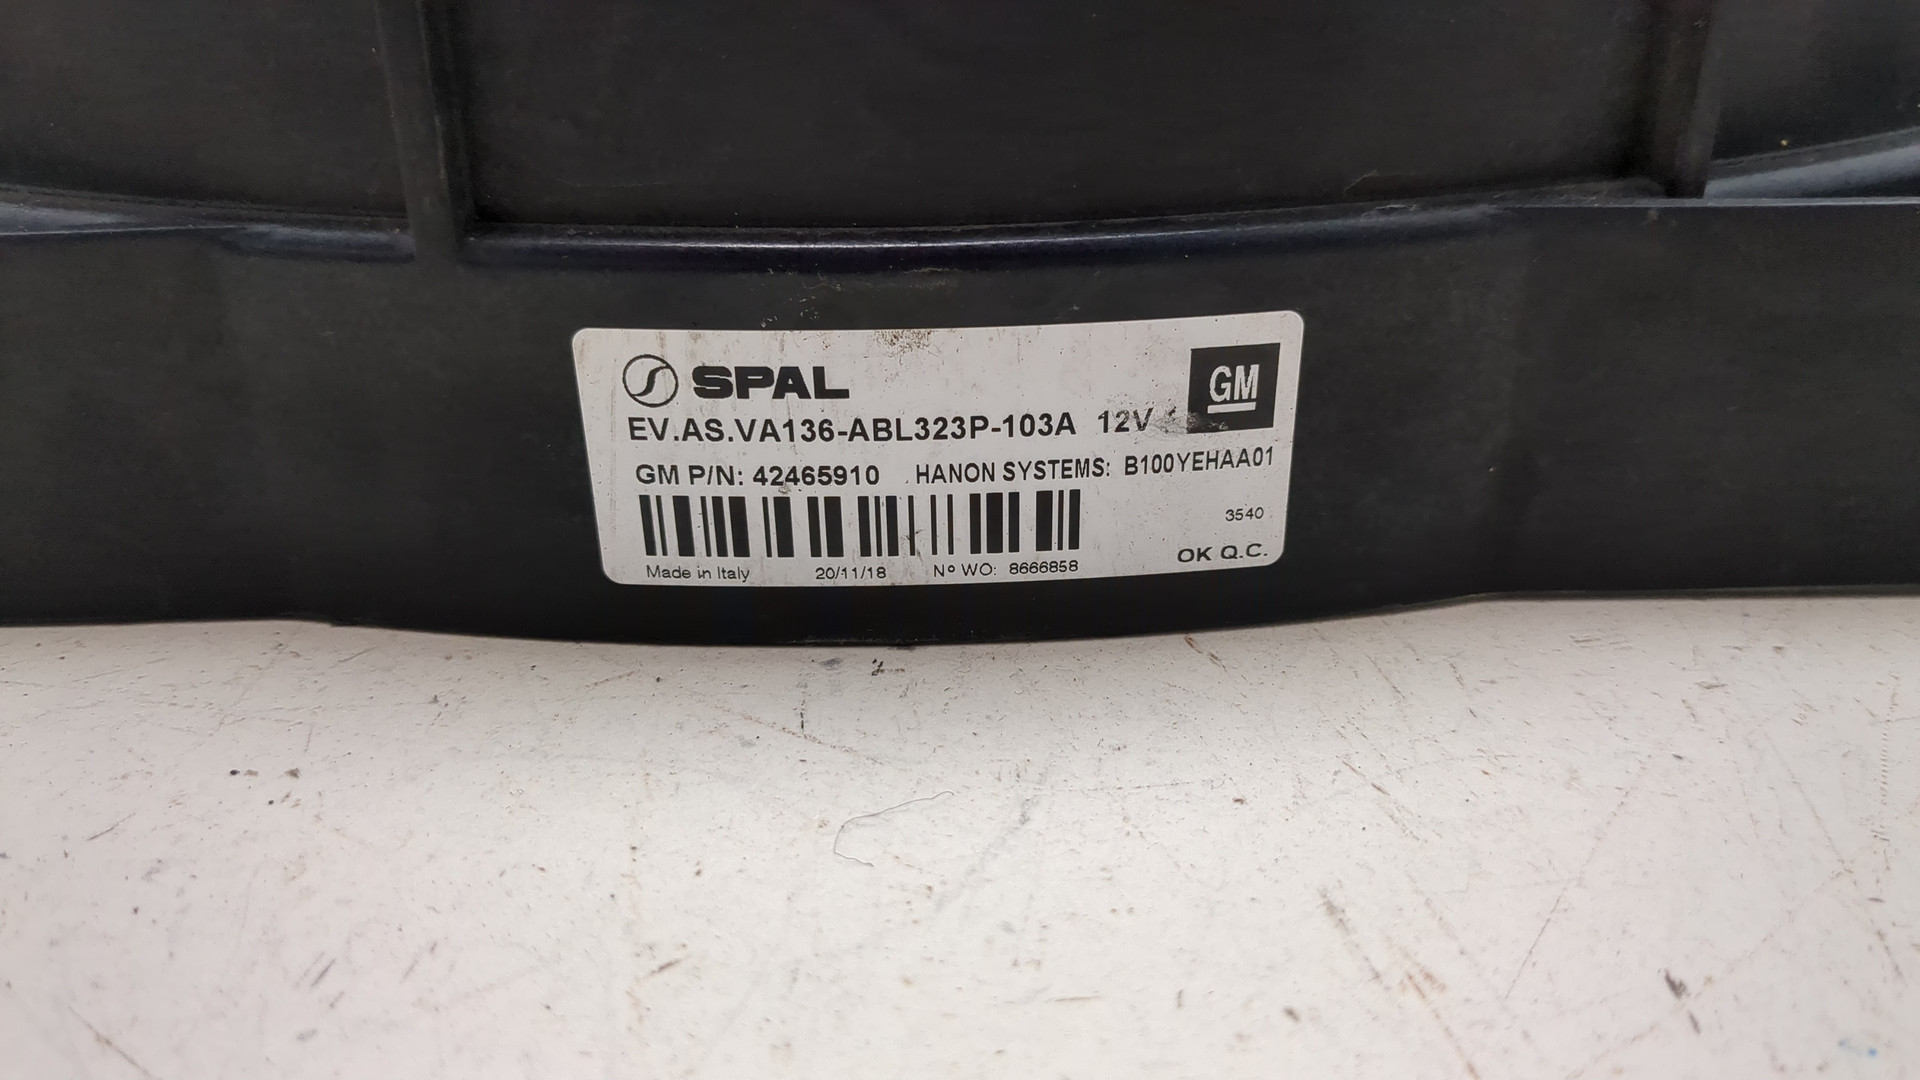 SPAL
GM
EV.AS.VA136-ABL323P-103A 12V
GM P/N: 42465910 HANON SYSTEMS: B100YEHAA01
3540
OK Q.C.
Made in Italy 20/11/18 Nº WO: 8666858